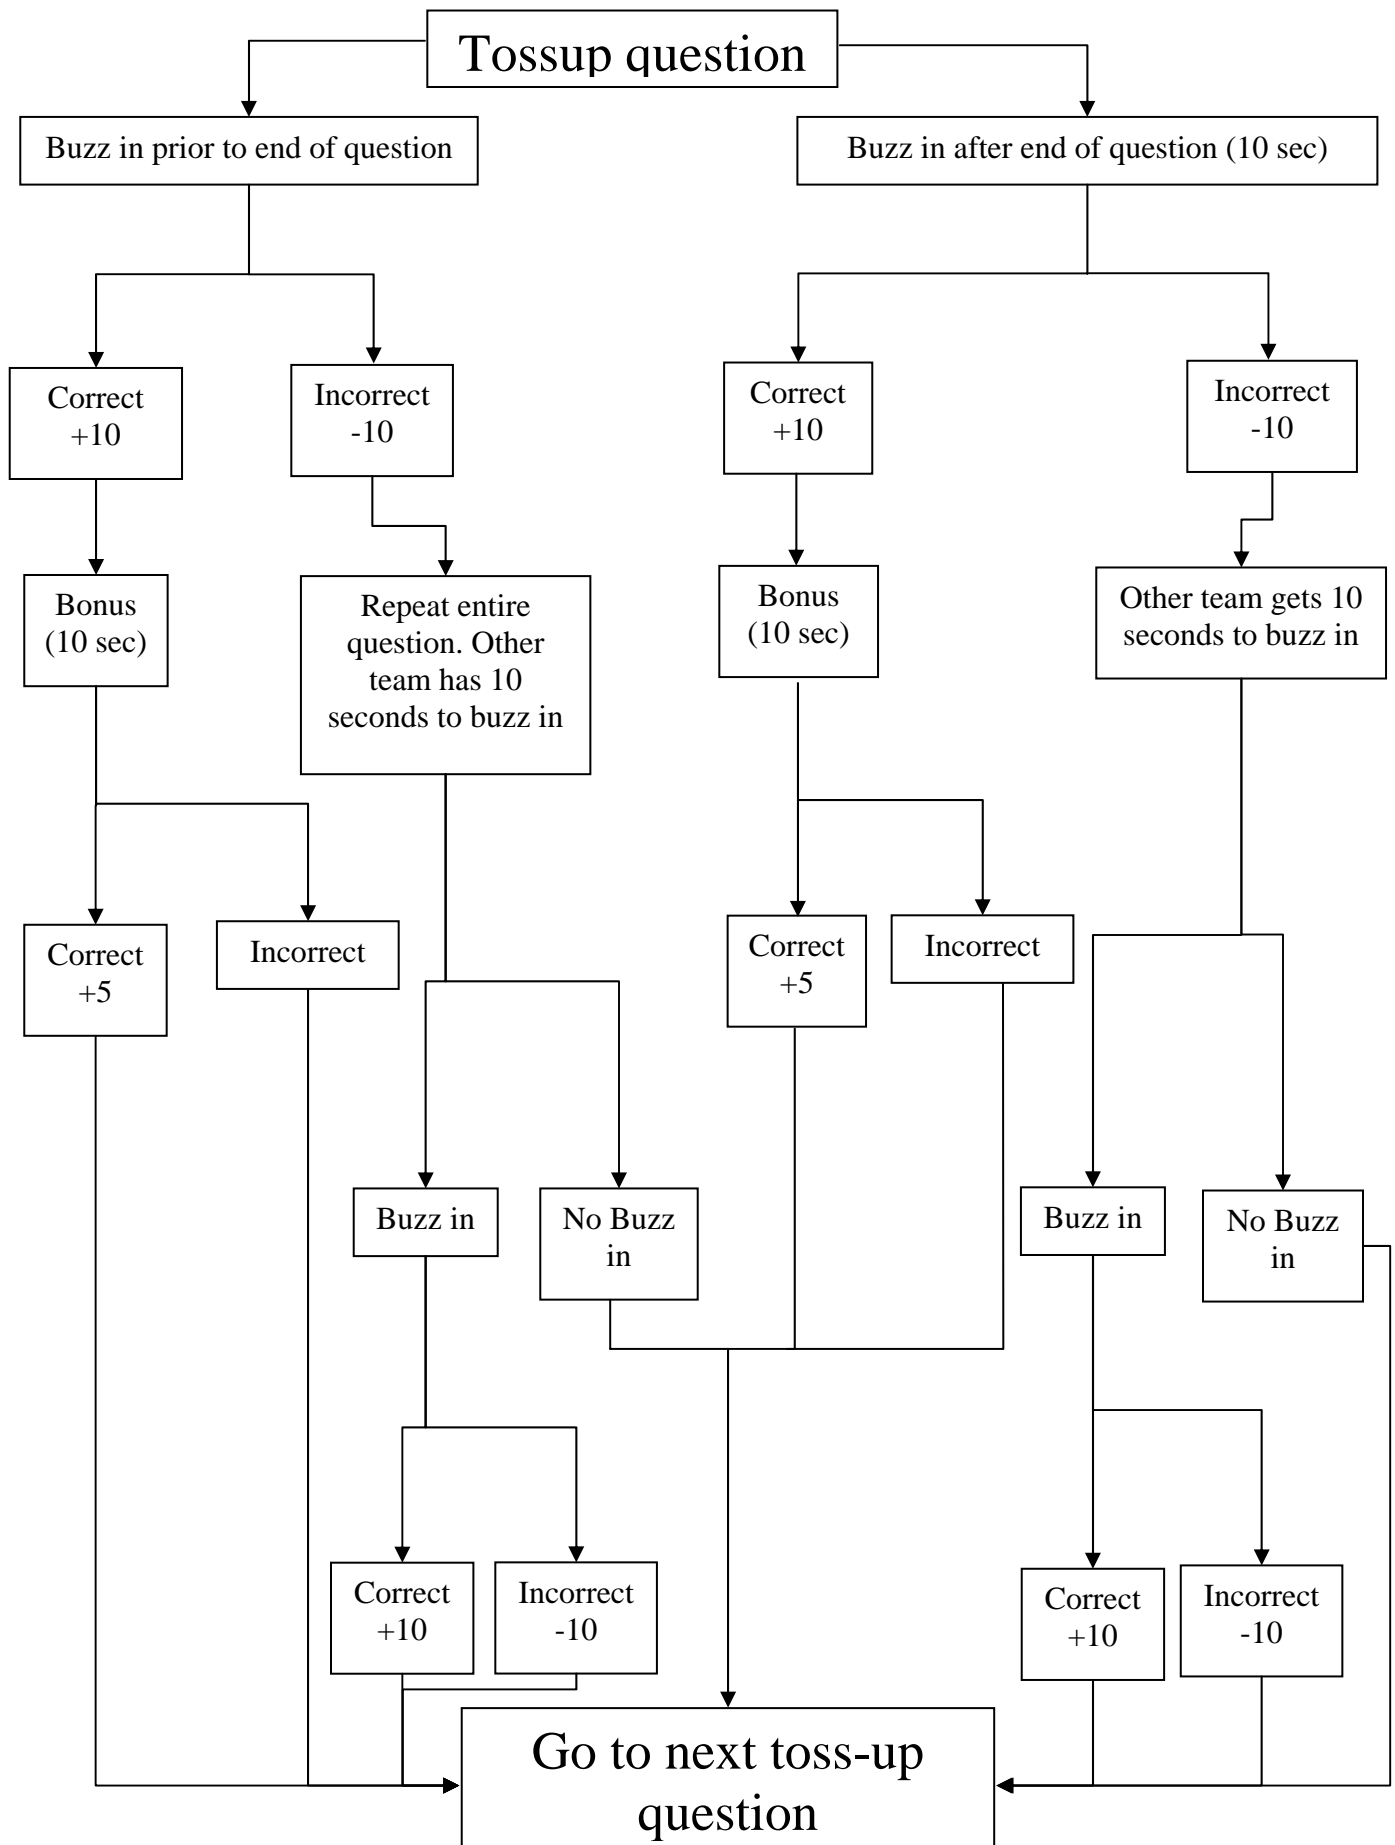 Tossup question
Buzz in prior to end of question
Buzz in after end of question (10 sec)
Correct
+10
Incorrect
-10
Correct
+10
Incorrect
-10
Bonus
(10 sec)
Repeat entire
question. Other
team has 10
seconds to buzz in
Bonus
(10 sec)
Other team gets 10
seconds to buzz in
Correct
+5
Incorrect
Correct
+5
Incorrect
Buzz in
No Buzz
in
Buzz in
No Buzz
in
Correct
+10
Incorrect
-10
Correct
+10
Incorrect
-10
Go to next toss-up
question